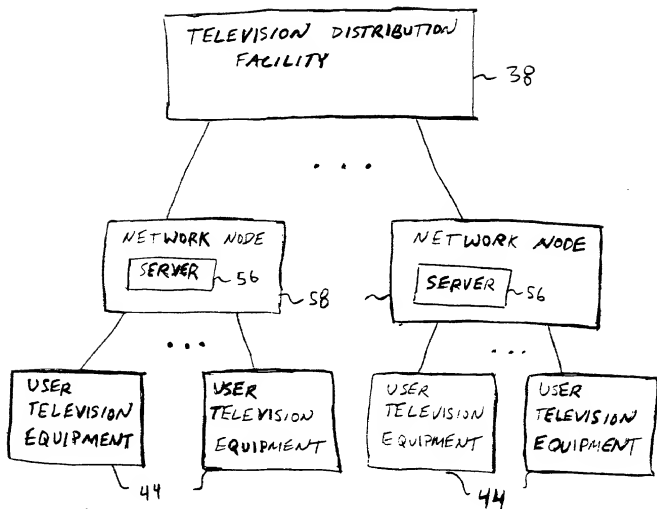 TELEVISION DISTRIBUTION
FACILITY
38
NETWORK NODE
SERVER
56
58
NETWORK NODE
SERVER
56
USER
TELEVISION
EQUIPMENT
USER
TELEVISION
EQUIPMENT
44
USER
TELEVISION
EQUIPMENT
USER
TELEVISION
EQUIPMENT
44